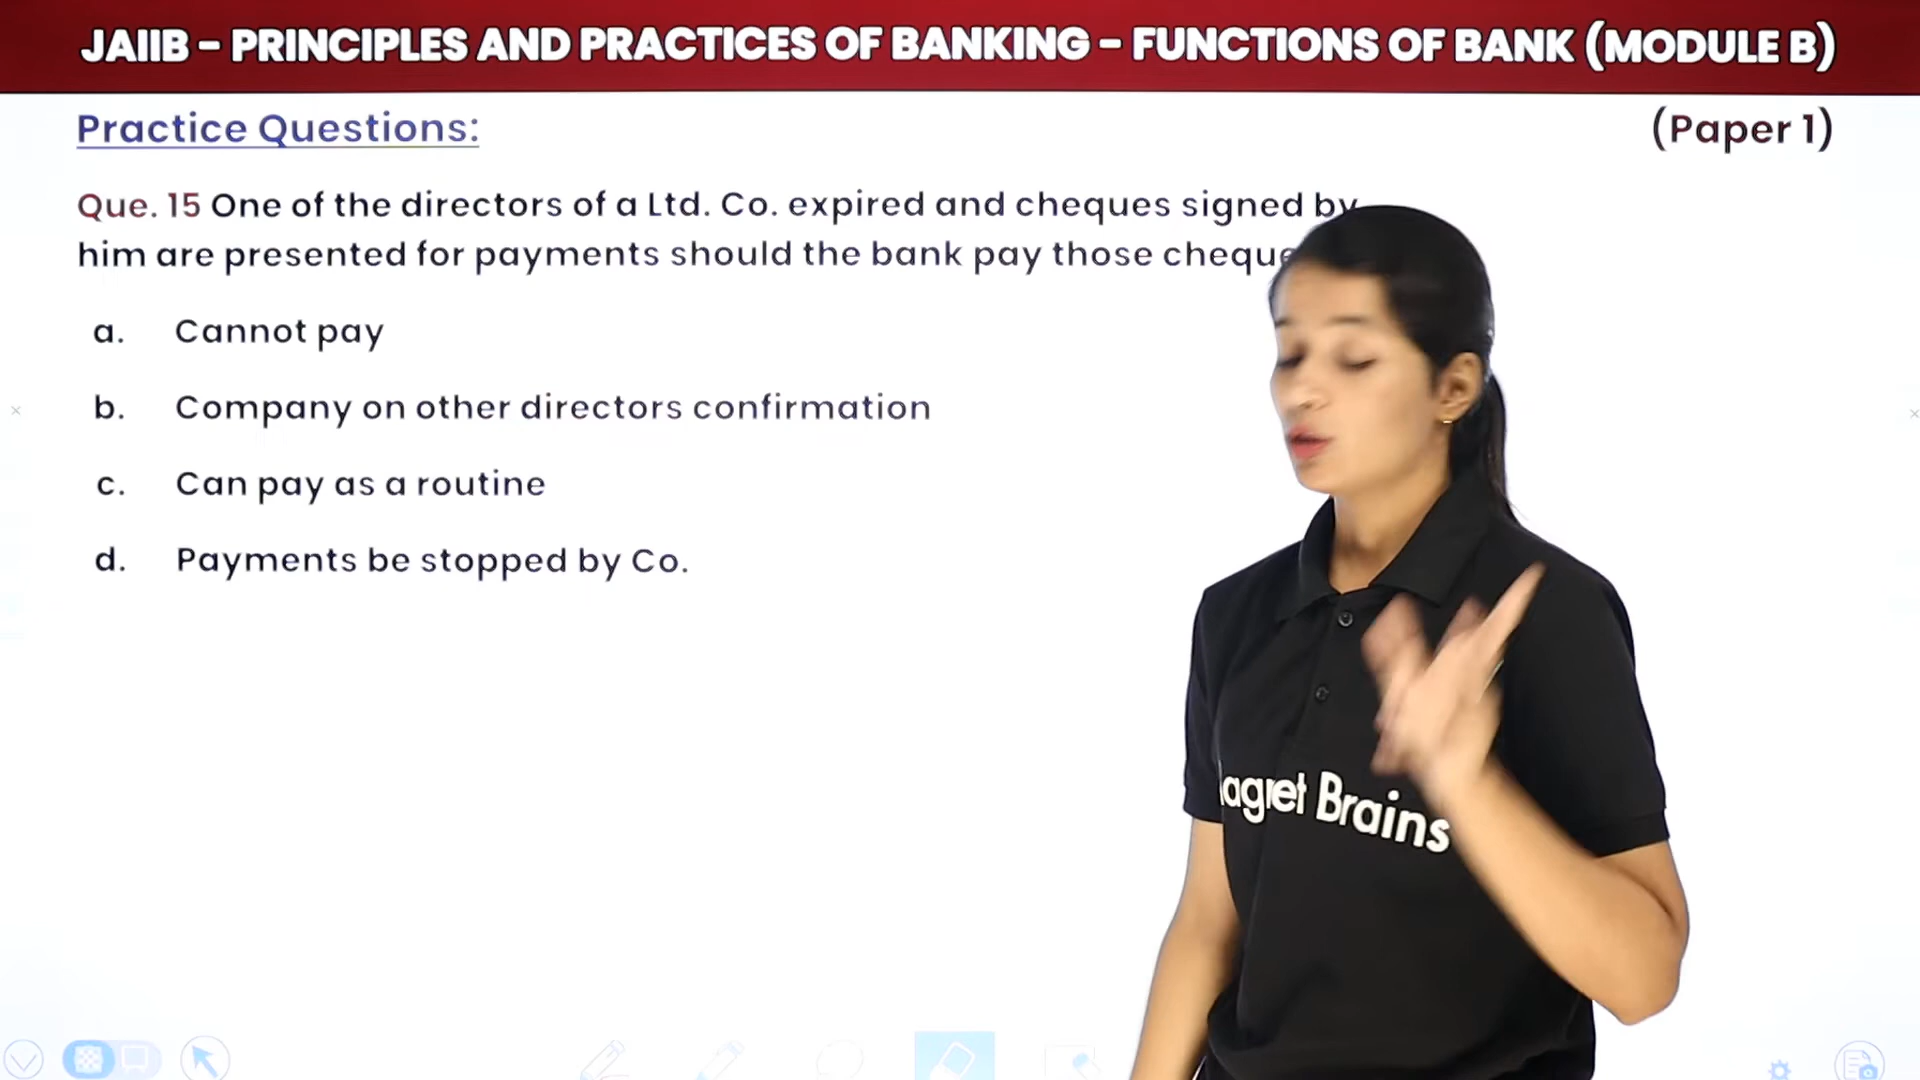 JAIIB - PRINCIPLES AND PRACTICES OF BANKING - FUNCTIONS OF BANK (MODULE B)
Practice Questions:
(Paper 1)
Que. 15 One of the directors of a Ltd. Co. expired and cheques signed by
him are presented for payments should the bank pay those
a. Cannot pay
b. Company on other directors confirmation
c. Can pay as a routine
d. Payments be stopped by Co.
Brains